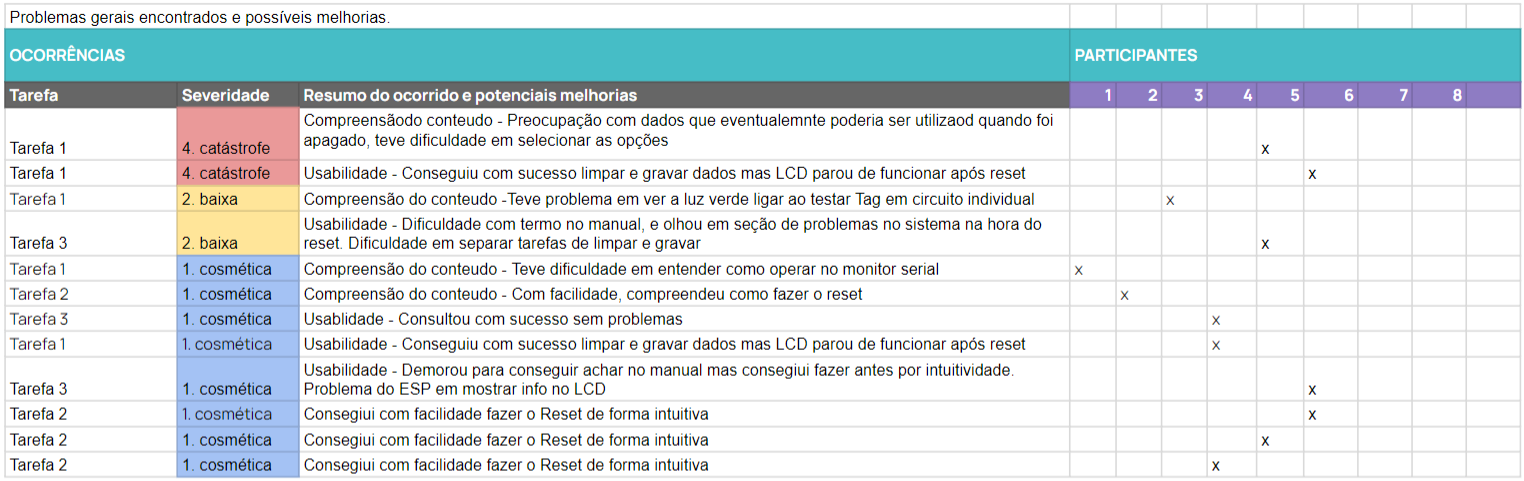 Problemas gerais encontrados e possíveis melhorias.
OCORRÊNCIAS PARTICIPANTES
Tarefa Severidade Resumo do ocorrido e potenciais melhorias 1 2 3 4 5 6 7 8
Compreensãodo conteudo - Preocupação com dados que eventualemnte poderia ser utilizaod quando foi
Tarefa 1 4. catástrofe apagado, teve dificuldade em selecionar as opções x
Tarefa 1 4. catástrofe Usabilidade - Conseguiu com sucesso limpar e gravar dados mas LCD parou de funcionar após reset x
Tarefa 1 2. baixa Compreensão do conteudo -Teve problema em ver a luz verde ligar ao testar Tag em circuito individual x
Usabilidade - Dificuldade com termo no manual, e olhou em seção de problemas no sistema na hora do
Tarefa 3 2. baixa reset. Dificuldade em separar tarefas de limpar e gravar x
Tarefa 1 1. cosmética Compreensão do conteudo - Teve dificuldade em entender como operar no monitor serial x
Tarefa 2 1. cosmética Compreensão do conteudo - Com facilidade, compreendeu como fazer o reset x
Tarefa 3 1. cosmética Usablidade - Consultou com sucesso sem problemas x
Tarefa 1 1. cosmética Usabilidade - Conseguiu com sucesso limpar e gravar dados mas LCD parou de funcionar após reset x
Usabilidade - Demorou para conseguir achar no manual mas consegiui fazer antes por intuitividade.
Tarefa 3 1. cosmética Problema do ESP em mostrar info no LCD x
Tarefa 2 1. cosmética Consegiui com facilidade fazer o Reset de forma intuitiva x
Tarefa 2 1. cosmética Consegiui com facilidade fazer o Reset de forma intuitiva x
Tarefa 2 1. cosmética Consegiui com facilidade fazer o Reset de forma intuitiva x